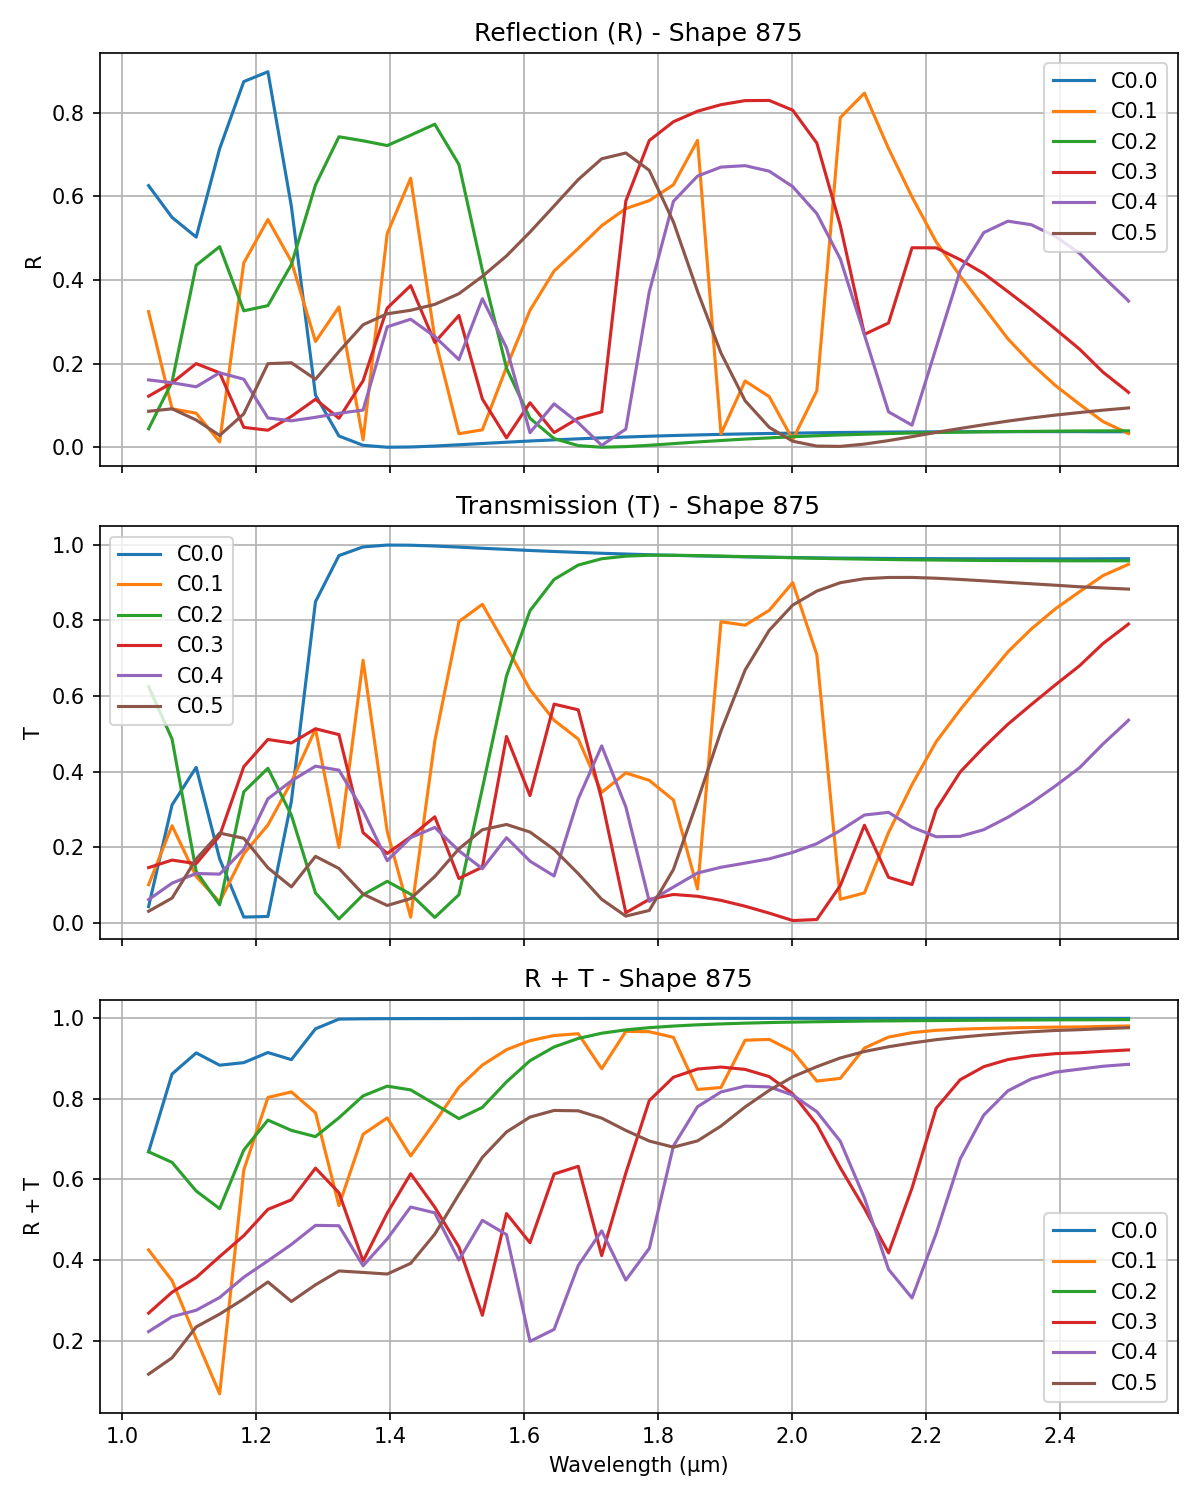 Reflection (R) - Shape 875
R
0.8
0.6
0.4
0.2
0.0
C0.0
C0.1
C0.2
C0.3
C0.4
C0.5
Transmission (T) - Shape 875
T
1.0
0.8
0.6
0.4
0.2
0.0
C0.0
C0.1
C0.2
C0.3
C0.4
C0.5
R + T - Shape 875
R + T
1.0
0.8
0.6
0.4
0.2
C0.0
C0.1
C0.2
C0.3
C0.4
C0.5
1.0 1.2 1.4 1.6 1.8 2.0 2.2 2.4
Wavelength (μm)